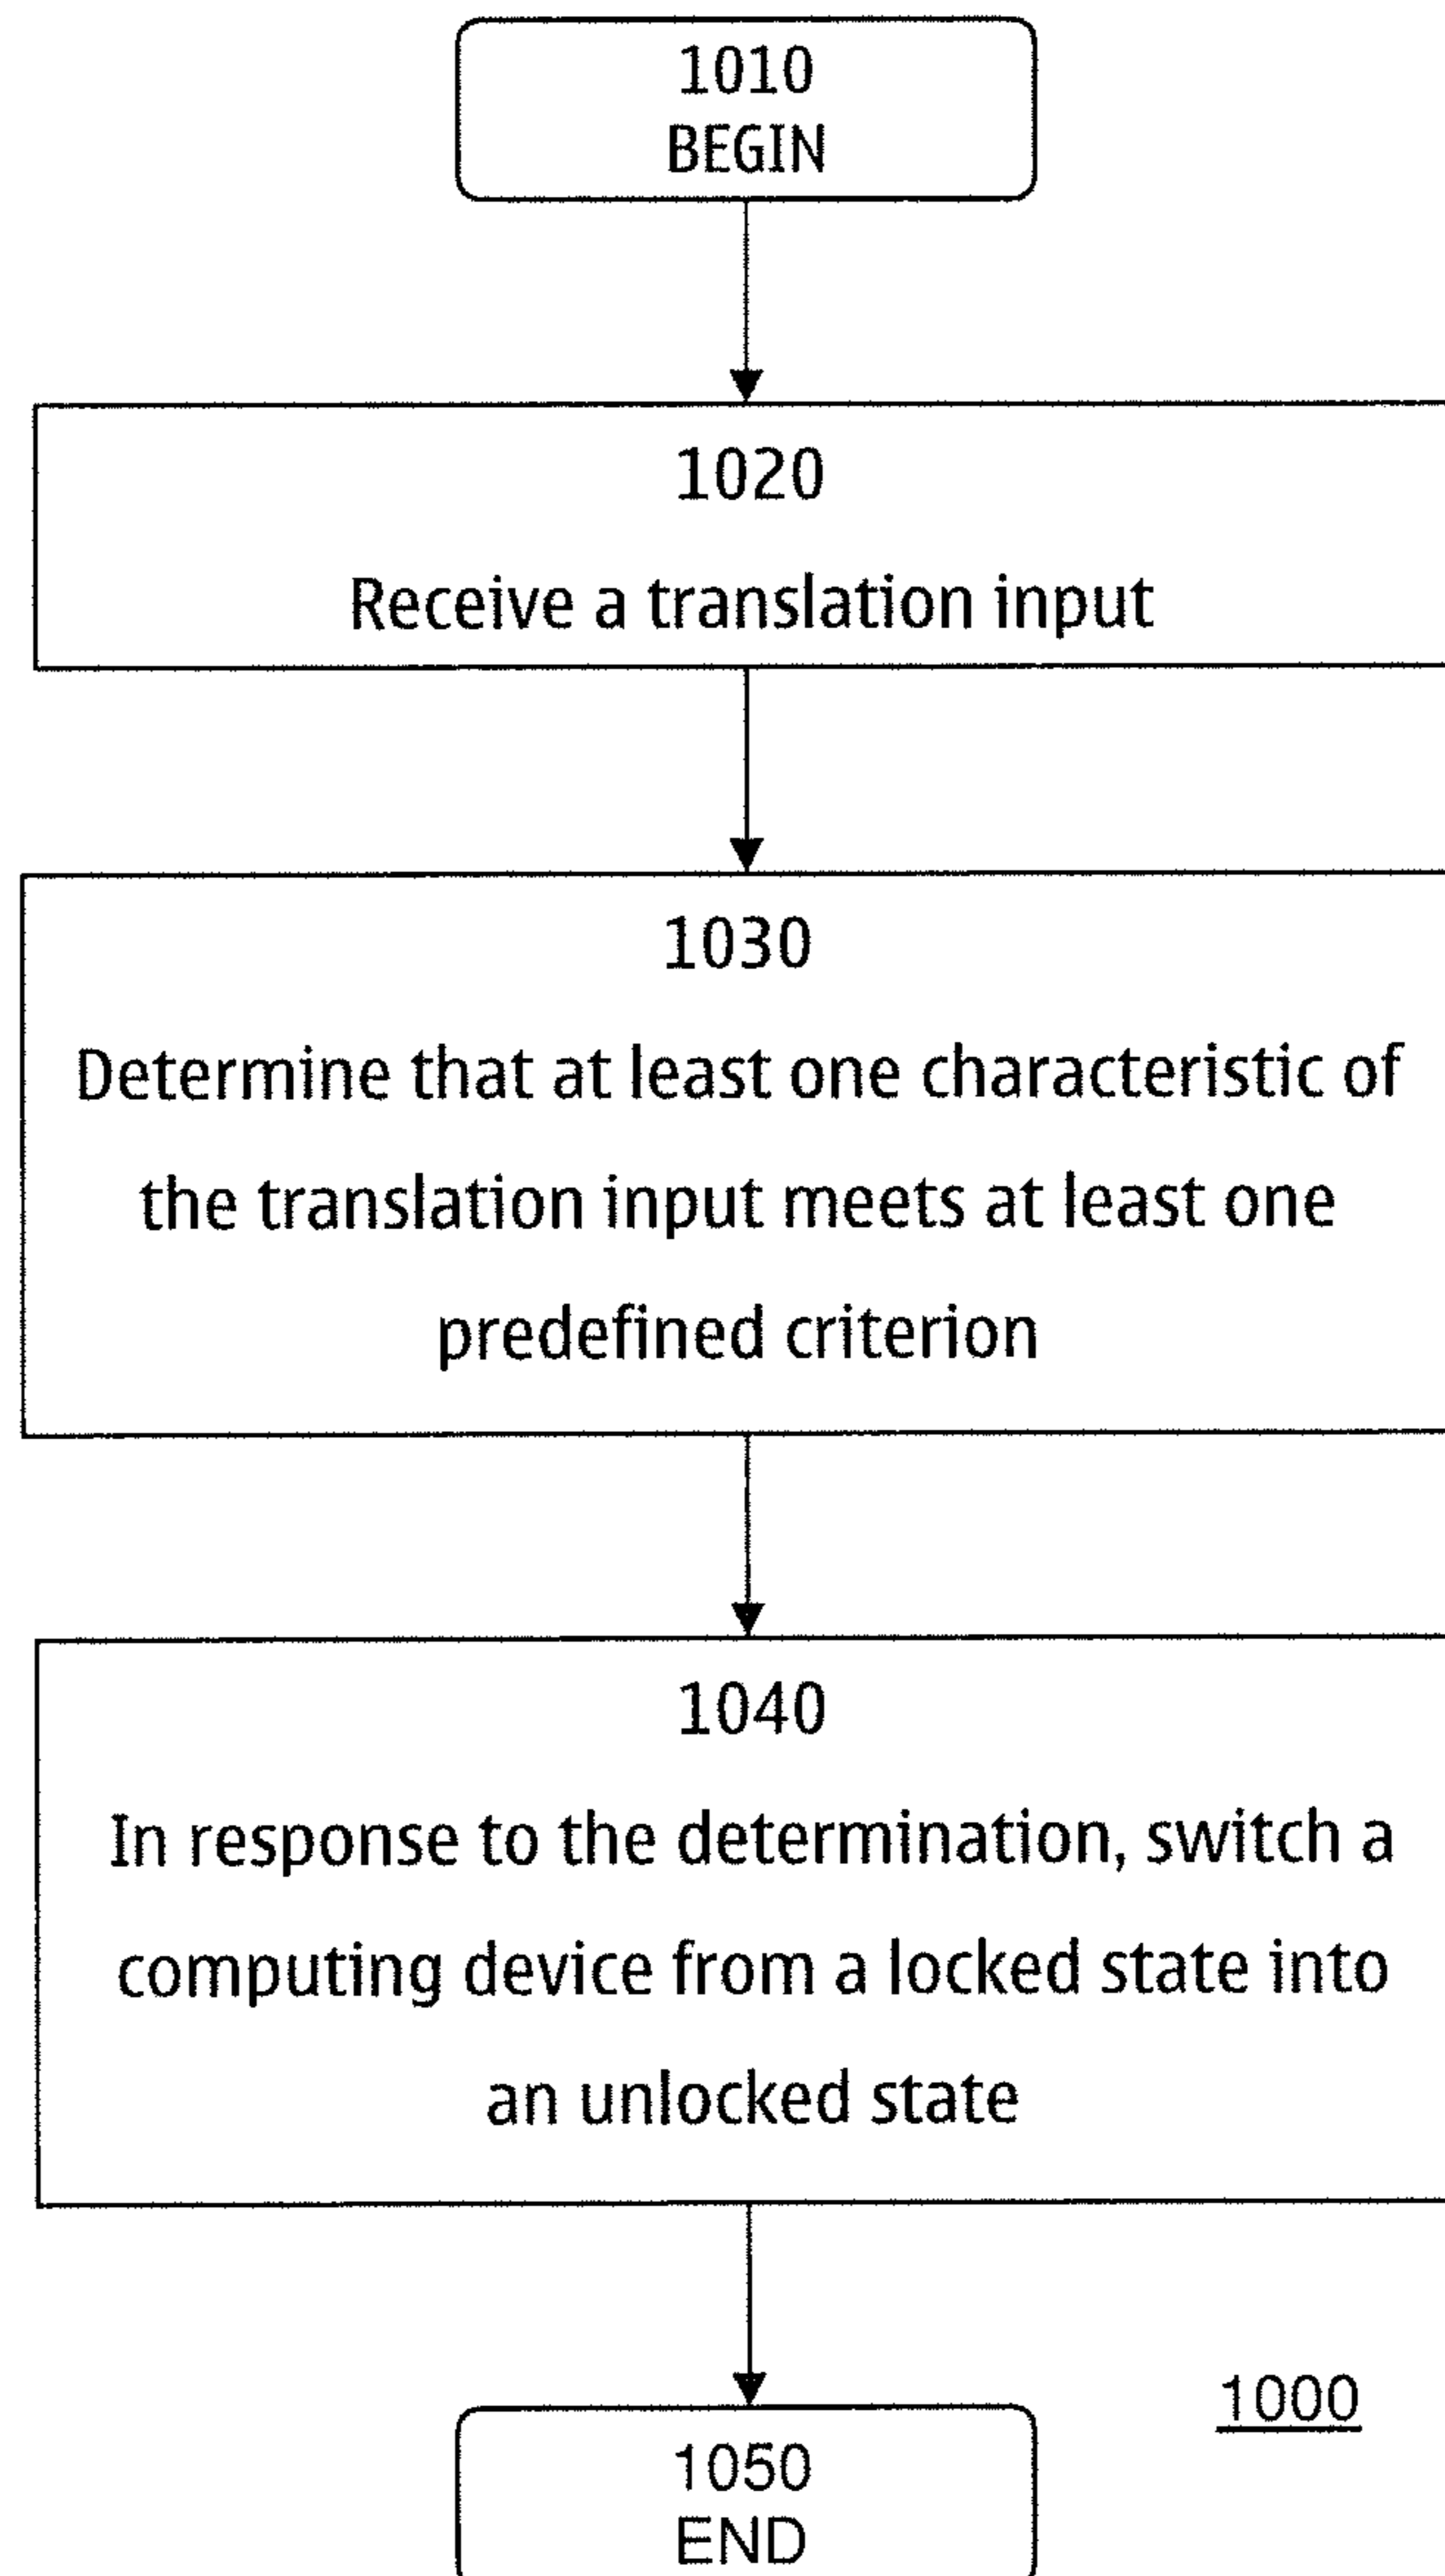 1010
BEGIN
1020
Receive a translation input
1030
Determine that at least one characteristic of
the translation input meets at least one
predefined criterion
1040
In response to the determination, switch a
computing device from a locked state into
an unlocked state
1000
1050
END